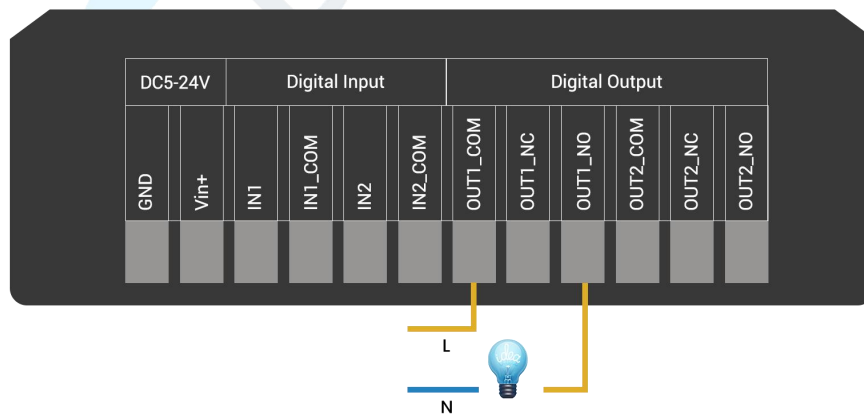 DC5-24V Digital Input Digital Output
GND Vin+ IN1 IN1_COM IN2 IN2_COM OUT1_COM OUT1_NC OUT1_NO OUT2_COM OUT2_NC OUT2_NO
L
N